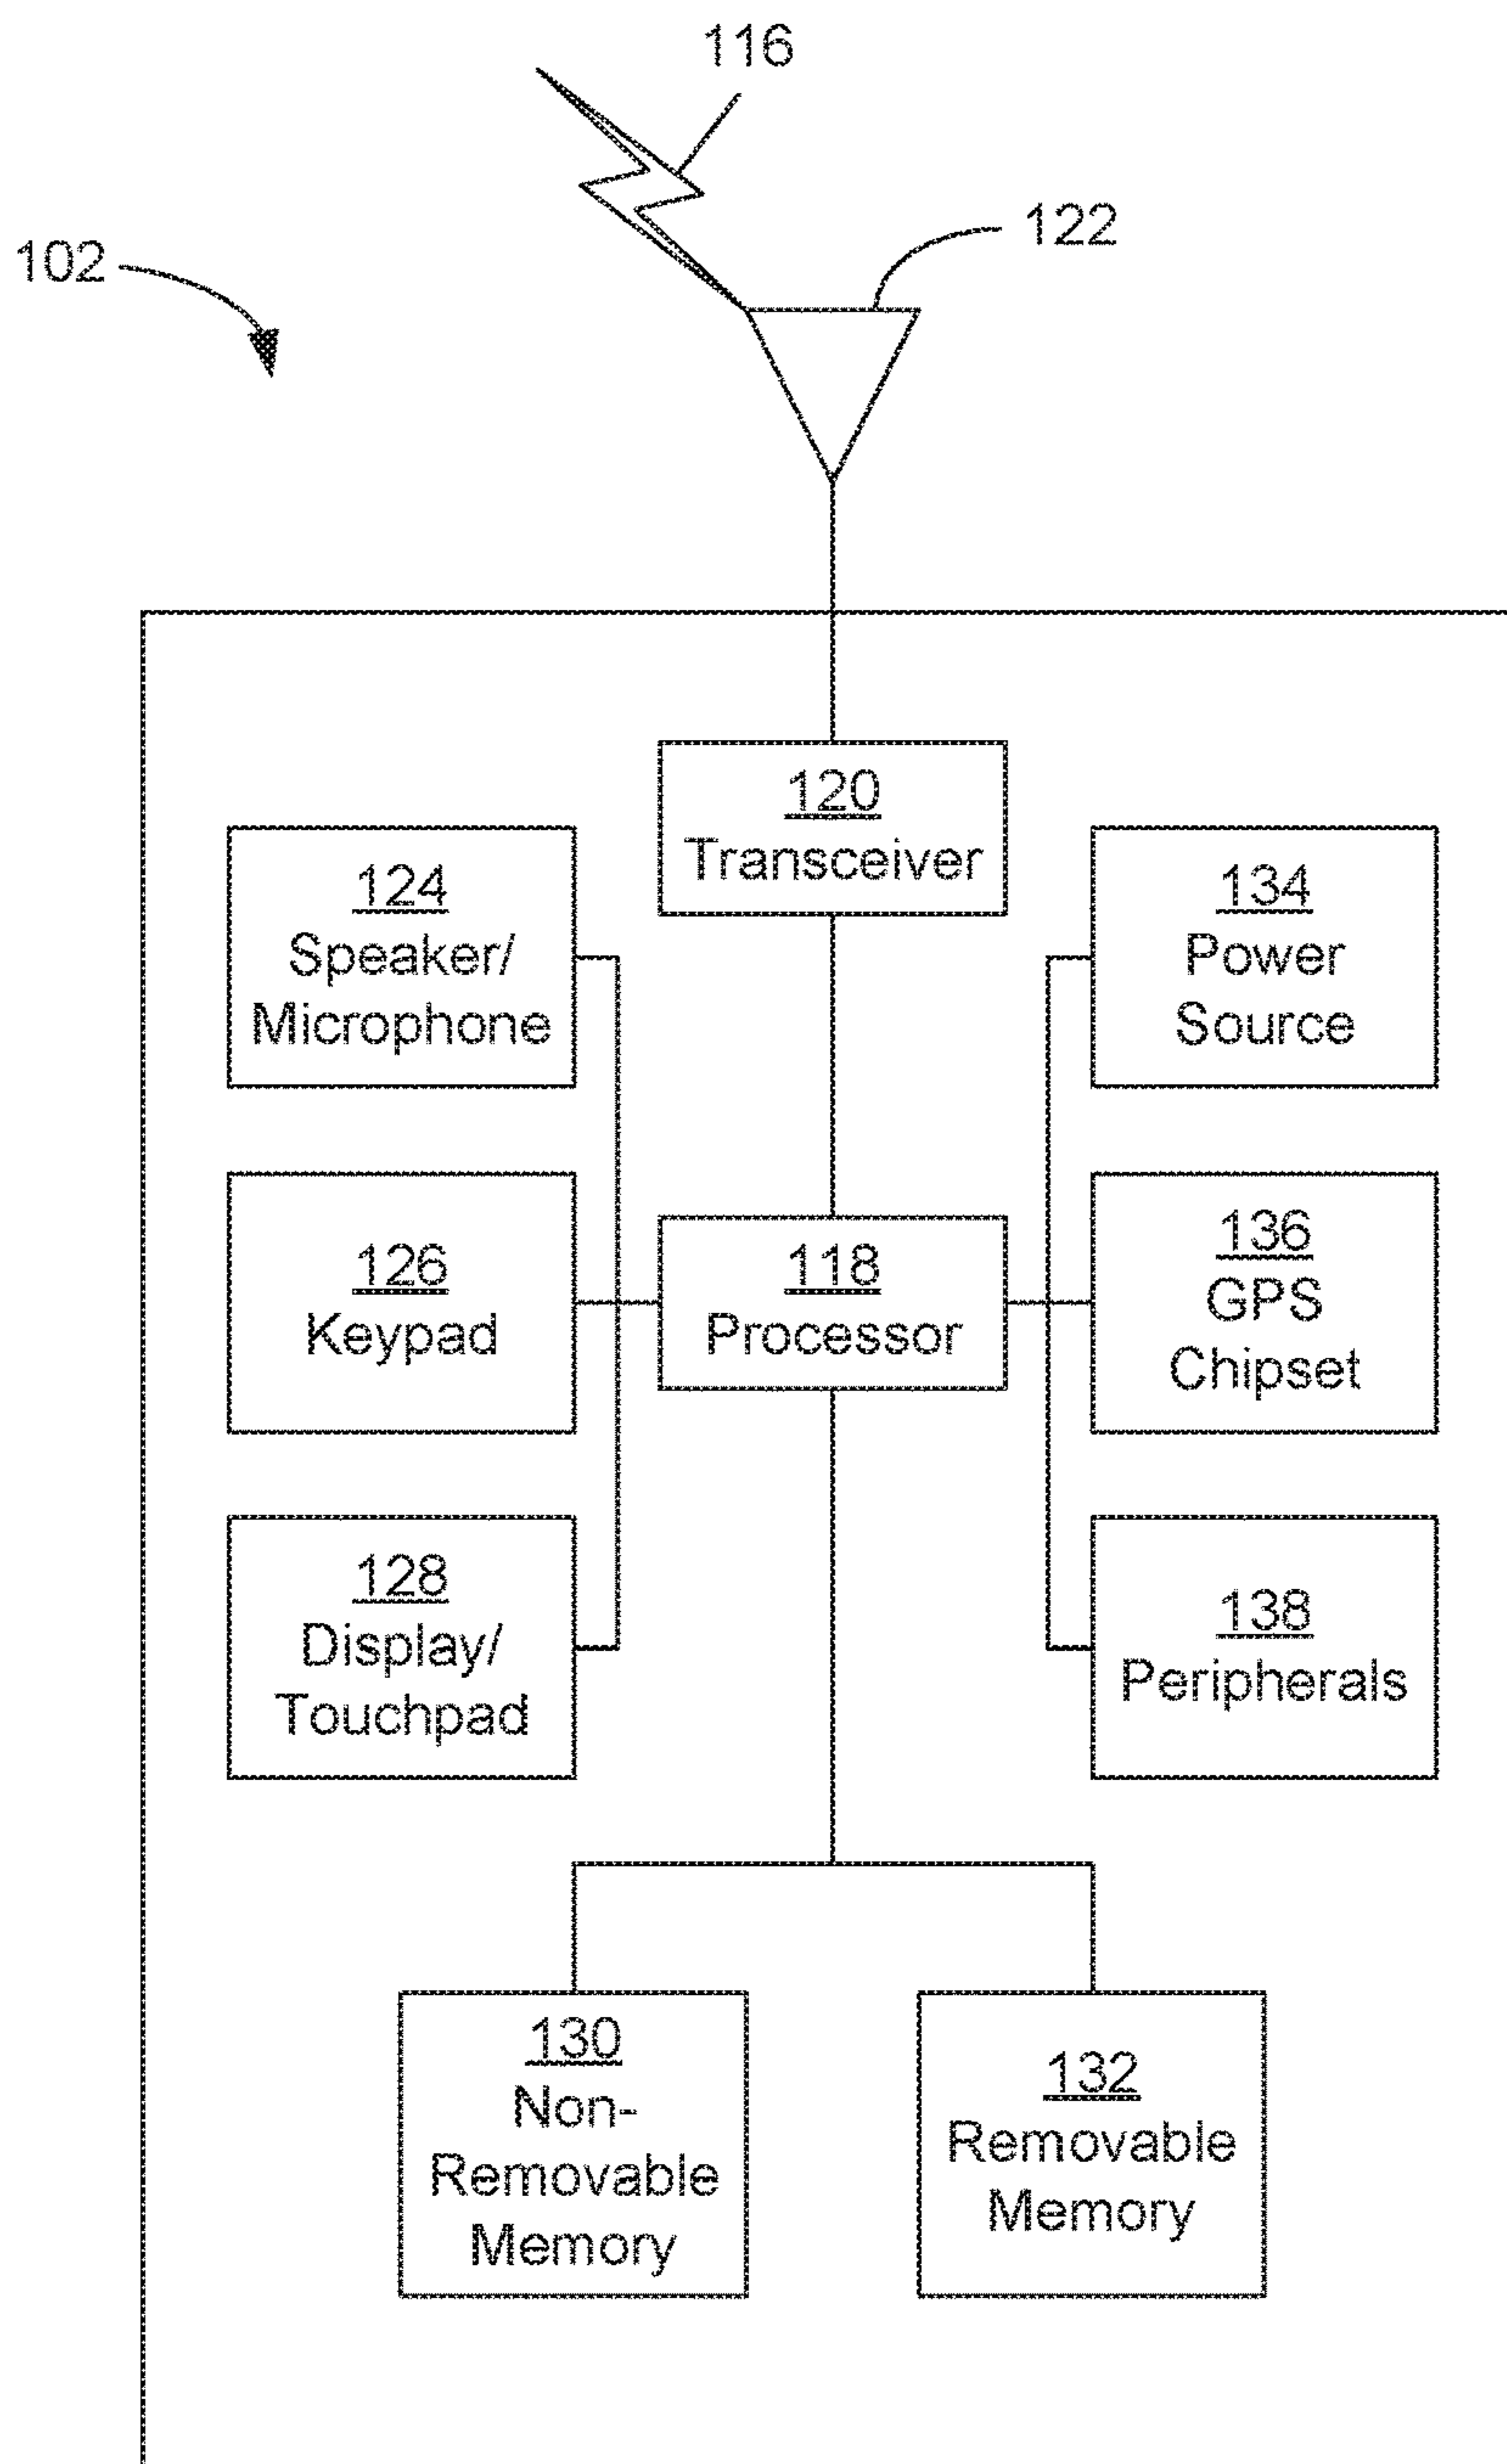 116
122
102
120
Transceiver
124
Speaker/
Microphone
134
Power
Source
126
Keypad
118
Processor
136
GPS
Chipset
128
Display/
Touchpad
138
Peripherals
130
Non-
Removable
Memory
132
Removable
Memory